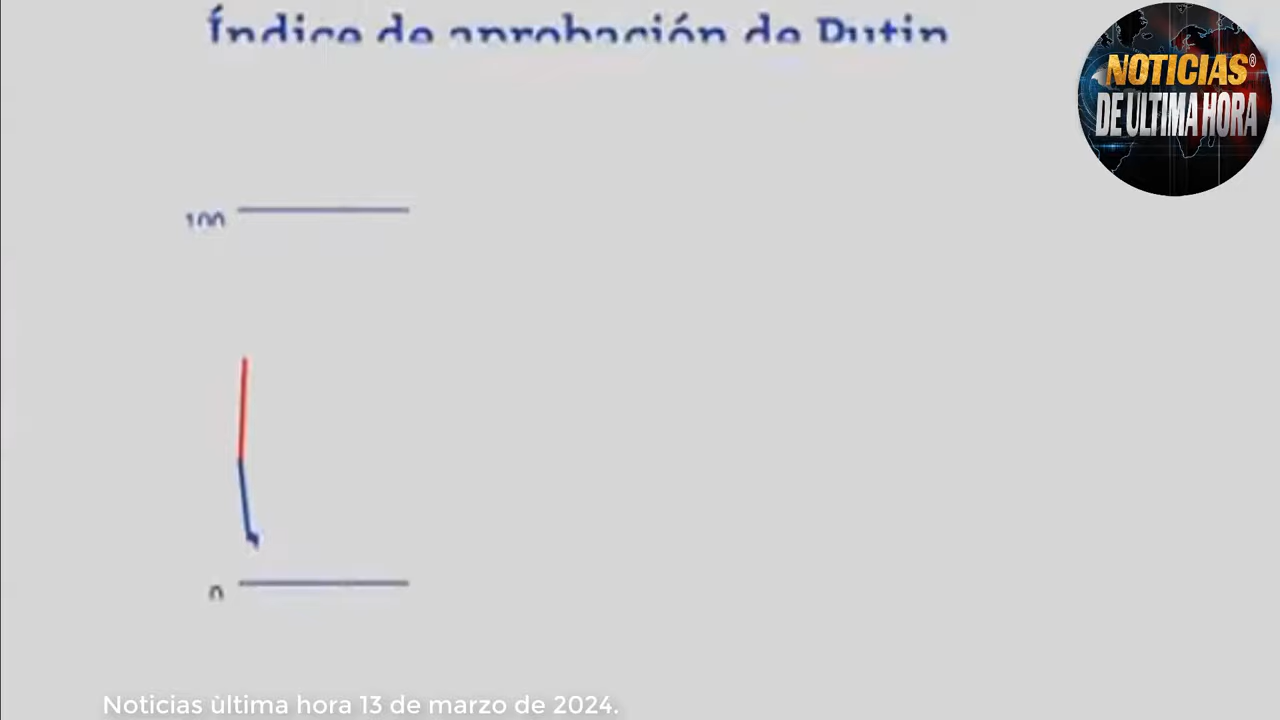 Índice de aprobación de Putin
NOTICIAS®
DE ULTIMA HORA
100
0
Noticias ùltima hora 13 de marzo de 2024.